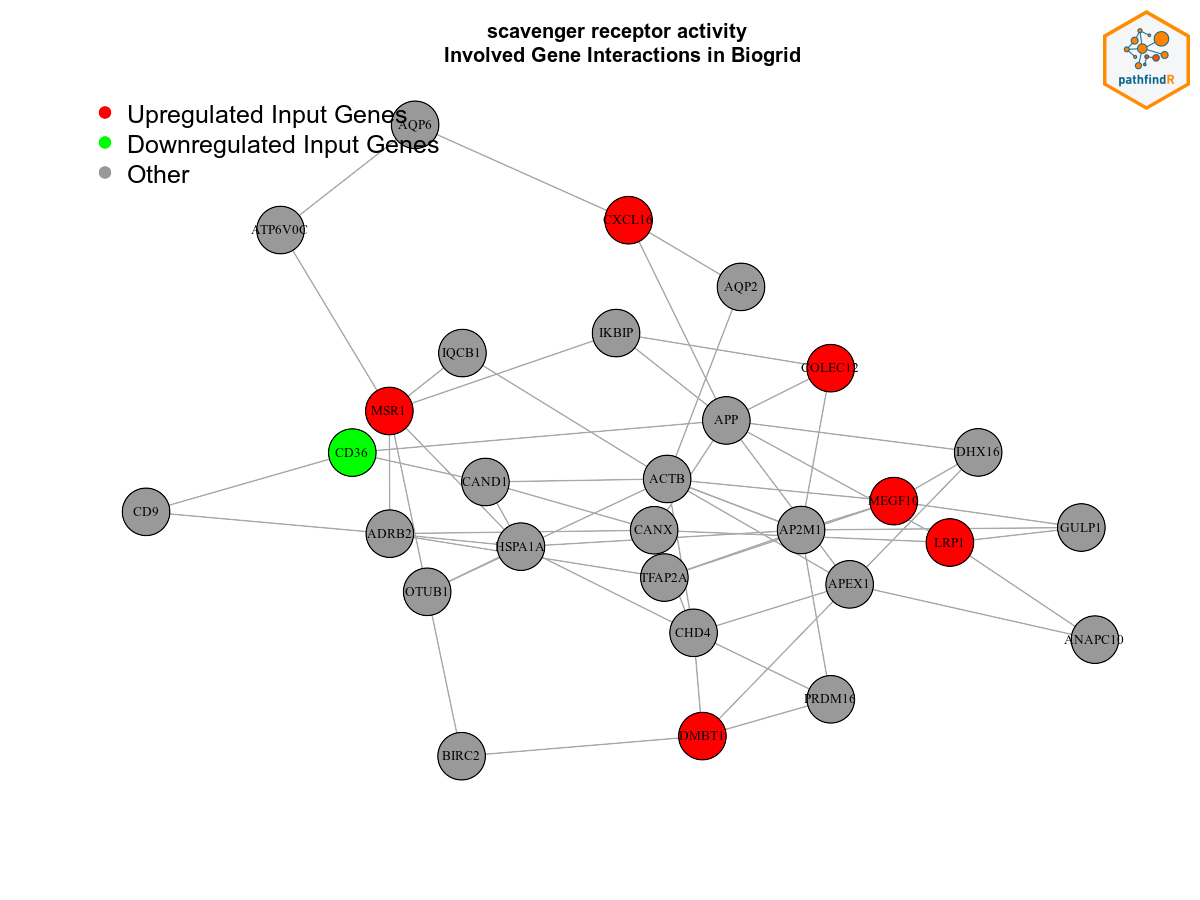 scavenger receptor activity
Involved Gene Interactions in Biogrid
pathfindR
Upregulated Input Genes
Downregulated Input Genes
Other
AQP6
CXCL16
ATP6V0C
AQP2
IKBIP
IQCB1
COLEC12
MSR1
APP
CD36
DHX16
CAND1
ACTB
MEGF10
CD9
ADRB2
HSPA1A
CANX
AP2M1
LRP1
GULP1
OTUB1
TFAP2A
APEX1
CHD4
ANAPC10
PRDM16
DMBT1
BIRC2